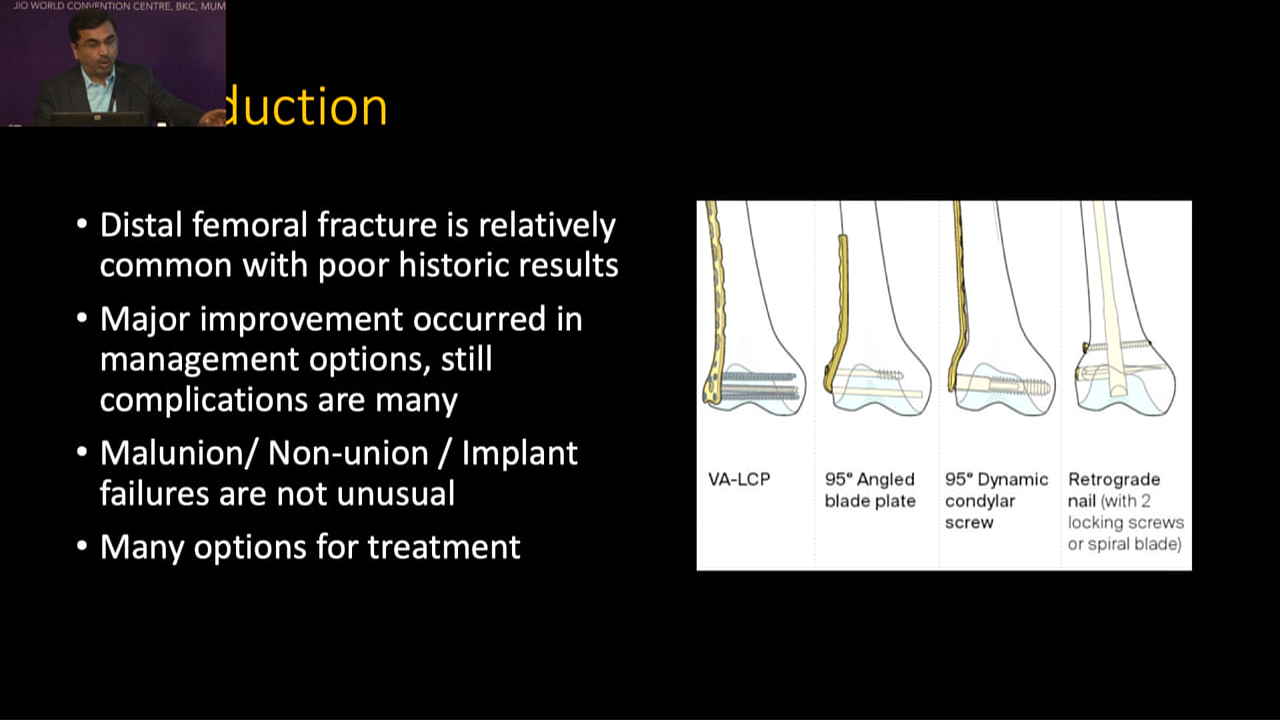 JIO WORLD CONVENTION CENTRE, BKC, MUM
duction
• Distal femoral fracture is relatively
common with poor historic results
• Major improvement occurred in
management options, still
complications are many
• Malunion/ Non-union / Implant
failures are not unusual
• Many options for treatment
VA-LCP
95° Angled
blade plate
95° Dynamic
condylar
screw
Retrograde
nail (with 2
locking screws
or spiral blade)